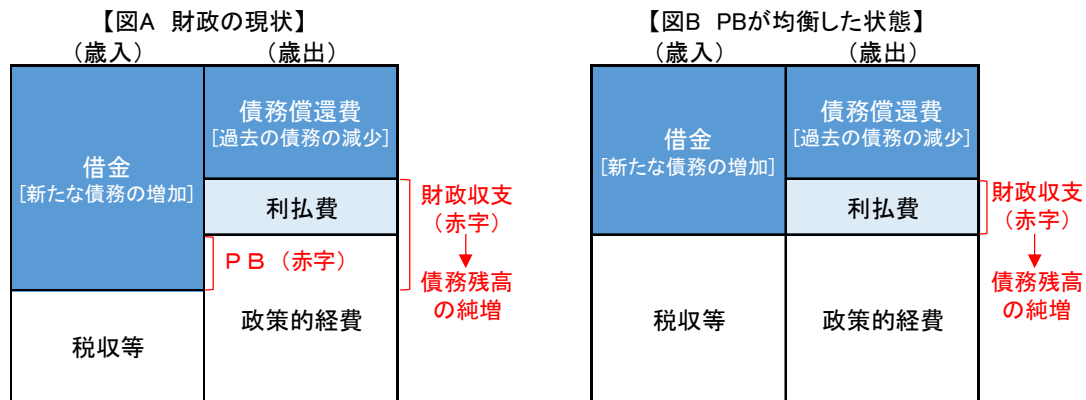 【図A 財政の現状】
（歳入）
（歳出）
債務償還費
[過去の債務の減少]
借金
[新たな債務の増加]
利払費
財政収支
（赤字）
ＰＢ（赤字）
債務残高
の純増
政策的経費
税収等
【図B PBが均衡した状態】
（歳入）
（歳出）
債務償還費
[過去の債務の減少]
借金
[新たな債務の増加]
利払費
財政収支
（赤字）
債務残高
の純増
税収等
政策的経費